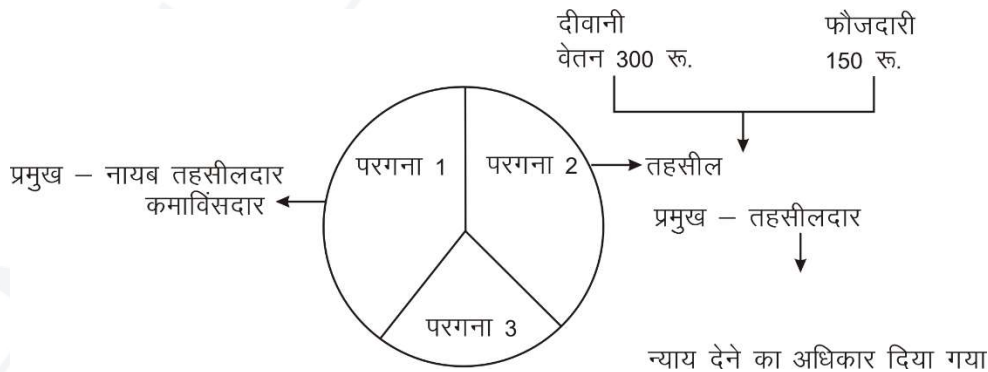 दीवानी
वेतन 300 रू.
फौजदारी
150 रू.
प्रमुख – नायब तहसीलदार
कमाविंसदार
परगना 1
परगना 2
तहसील
प्रमुख – तहसीलदार
परगना 3
न्याय देने का अधिकार दिया गया